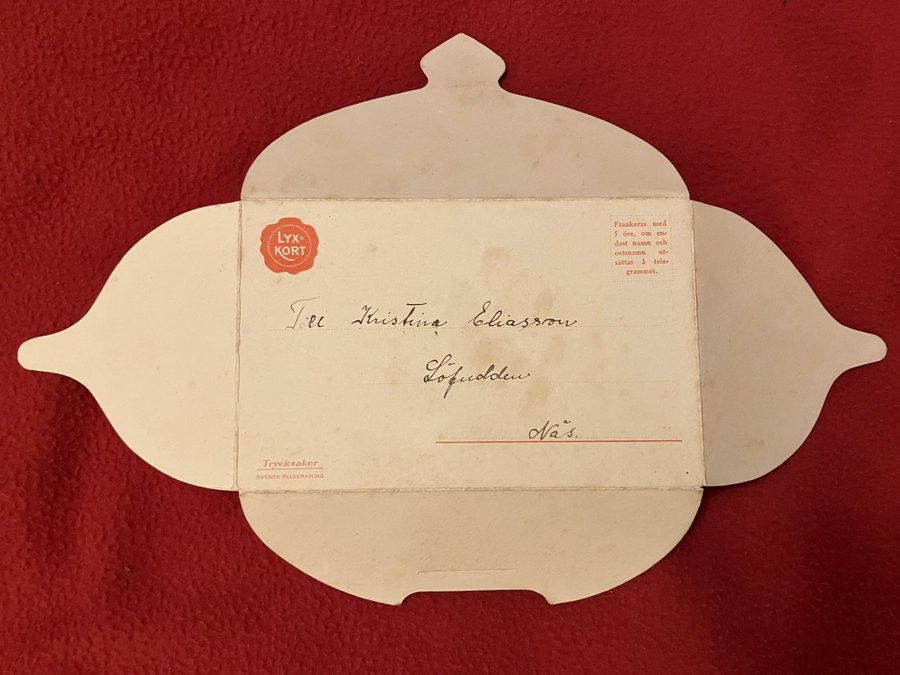 LYX-
KORT
Frankeras med
5 öre, om en-
dast namn och
ortsnamn ut-
sättas å tele-
grammet.
Till Kristina Eliasson
Löfudden
Näs.
Trycksaker
SVENSK TILLVERKNING